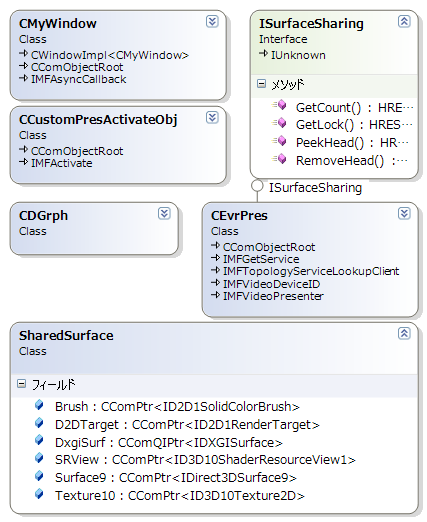 CMyWindow
Class
CWindowImpl<CMyWindow>
CComObjectRoot
IMFAsyncCallback
ISurfaceSharing
Interface
IUnknown
メソッド
GetCount() : HRE…
GetLock() : HRES…
PeekHead() : HR…
RemoveHead() : …
CCustomPresActivateObj
Class
CComObjectRoot
IMFActivate
ISurfaceSharing
CDGrph
Class
CEvrPres
Class
CComObjectRoot
IMFGetService
IMFTopologyServiceLookupClient
IMFVideoDeviceID
IMFVideoPresenter
SharedSurface
Class
フィールド
Brush : CComPtr<ID2D1SolidColorBrush>
D2DTarget : CComPtr<ID2D1RenderTarget>
DxgiSurf : CComQIPtr<IDXGISurface>
SRView : CComPtr<ID3D10ShaderResourceView1>
Surface9 : CComPtr<IDirect3DSurface9>
Texture10 : CComPtr<ID3D10Texture2D>